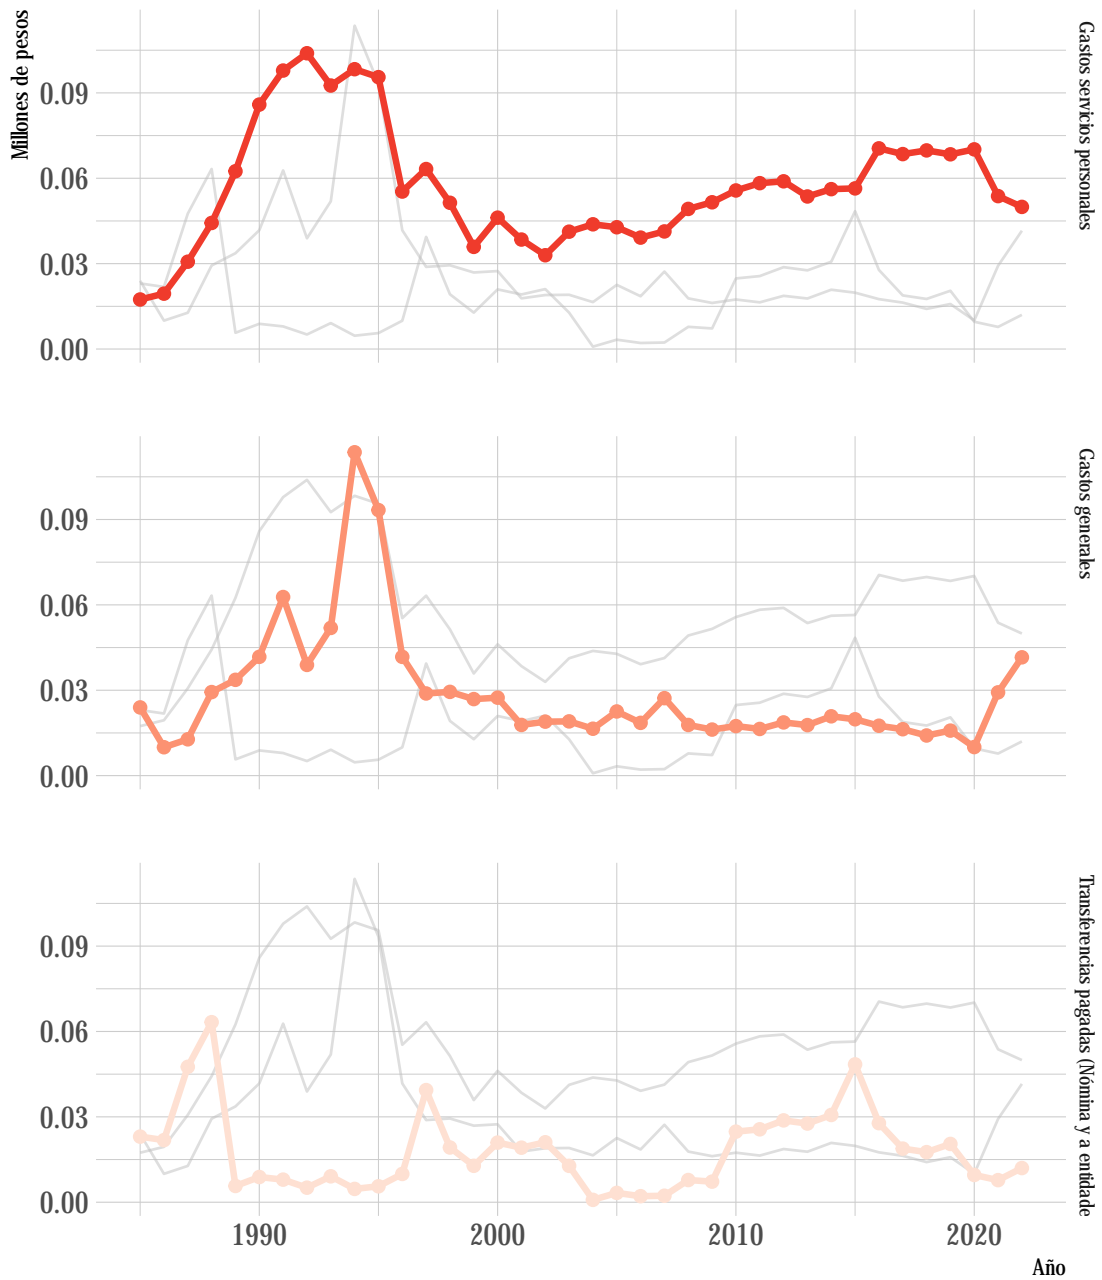 Millones de pesos
0.09
0.06
0.03
0.00
Gastos servicios personales
0.09
0.06
0.03
0.00
Gastos generales
0.09
0.06
0.03
0.00
Transferencias pagadas (Nómina y a entidade
1990 2000 2010 2020
Año